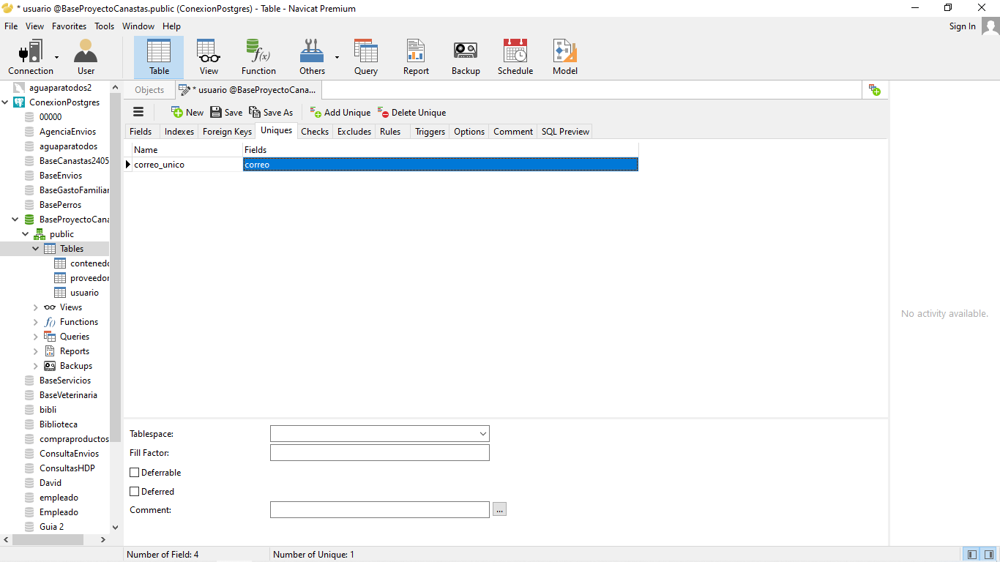 * usuario @BaseProyectoCanastas.public (ConexionPostgres) - Table - Navicat Premium
File View Favorites Tools Window Help
Sign In
Connection User Table View Function Others Query Report Backup Schedule Model
aguaparatodos2
ConexionPostgres
00000
AgenciaEnvios
aguaparatodos
BaseCanastas2405
BaseEnvios
BaseGastoFamiliar
BasePerros
BaseProyectoCana
public
Tables
contenedo
proveedor
usuario
Views
Functions
Queries
Reports
Backups
BaseServicios
BaseVeterinaria
bibli
Biblioteca
compraproductos
ConsultaEnvios
ConsultasHDP
David
empleado
Empleado
Guia 2
Objects * usuario @BaseProyectoCana...
New Save Save As Add Unique Delete Unique
Fields Indexes Foreign Keys Uniques Checks Excludes Rules Triggers Options Comment SQL Preview
Name Fields
correo_unico correo
Tablespace:
Fill Factor:
Deferrable
Deferred
Comment:
...
No activity available.
Number of Field: 4 Number of Unique: 1